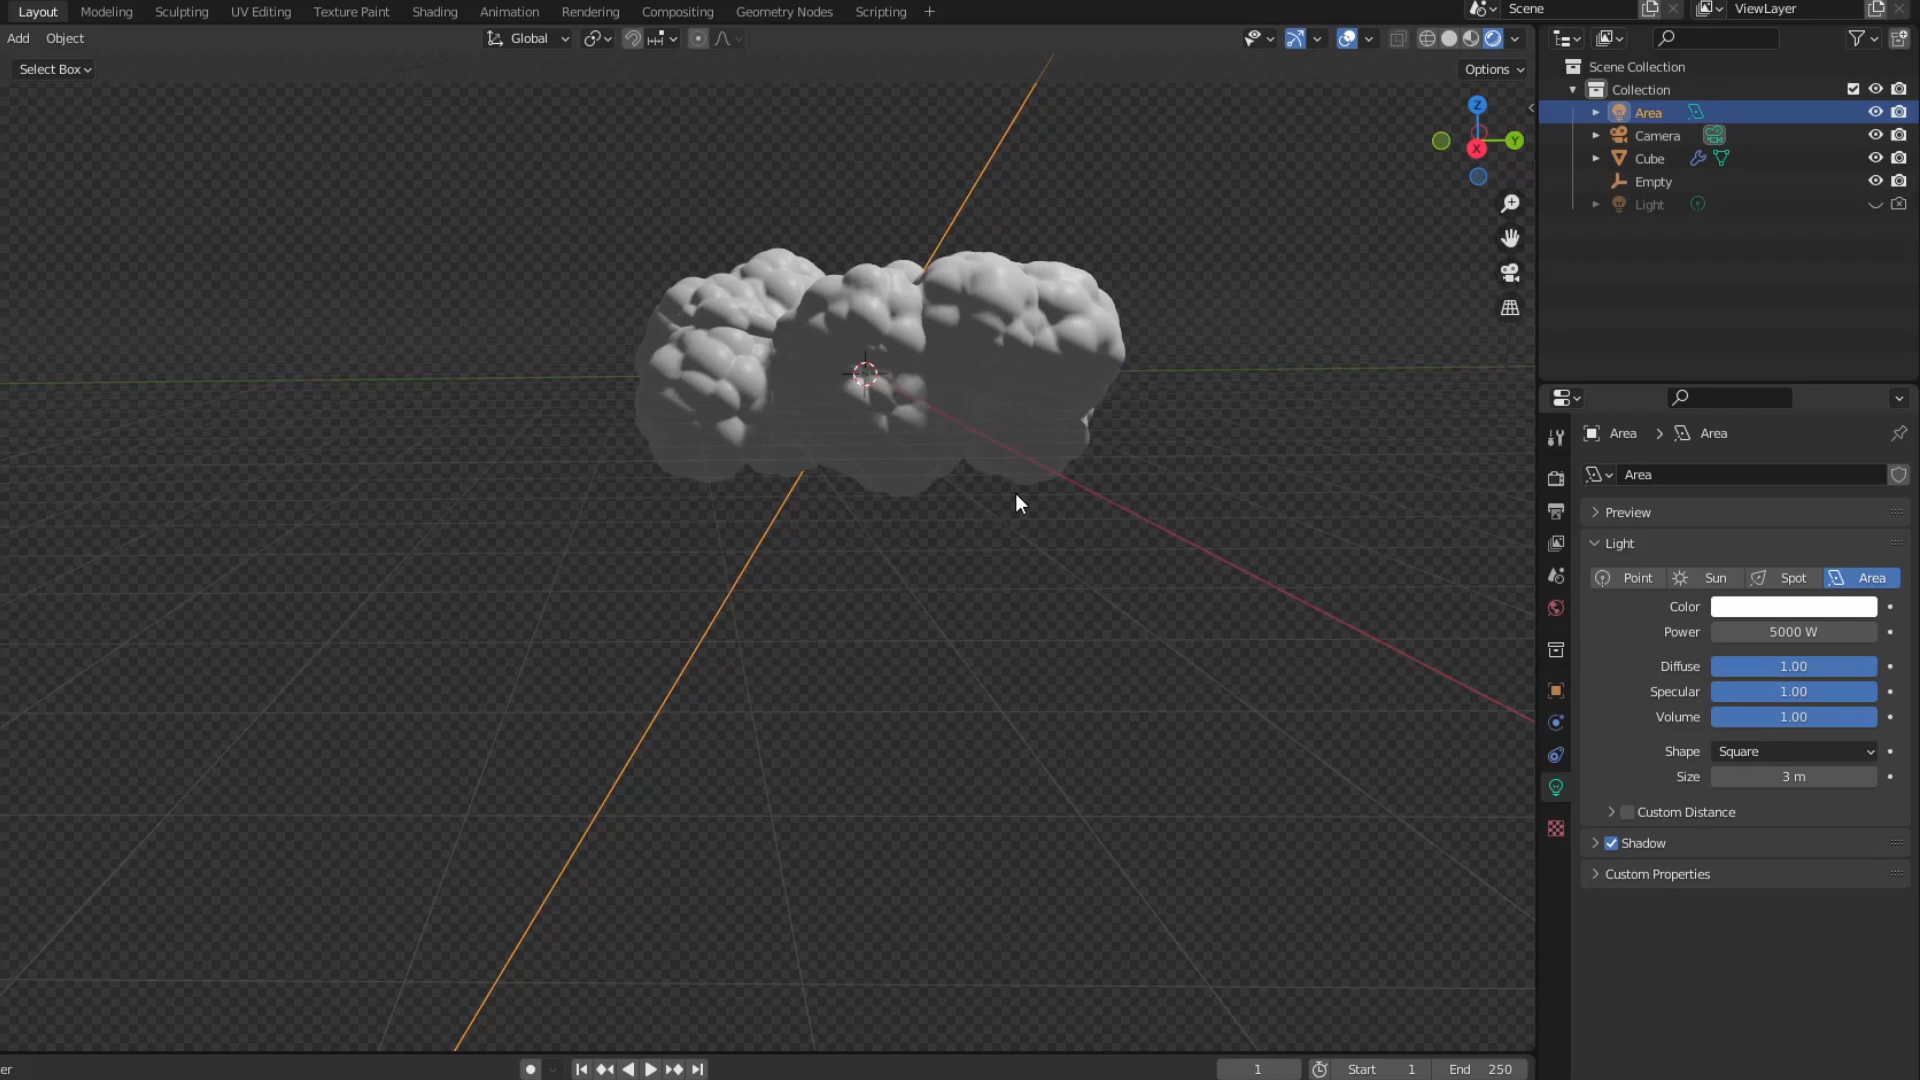 Layout Modeling Sculpting UV Editing Texture Paint Shading Animation Rendering Compositing Geometry Nodes Scripting + Scene ViewLayer
Add Object Global
Select Box Options
Z
Y
X
Scene Collection
Collection
Area
Camera
Cube
Empty
Light
Area > Area
Area
Preview
Light
Point Sun Spot Area
Color
Power 5000 W
Diffuse 1.00
Specular 1.00
Volume 1.00
Shape Square
Size 3 m
Custom Distance
Shadow
Custom Properties
er 1 Start 1 End 250